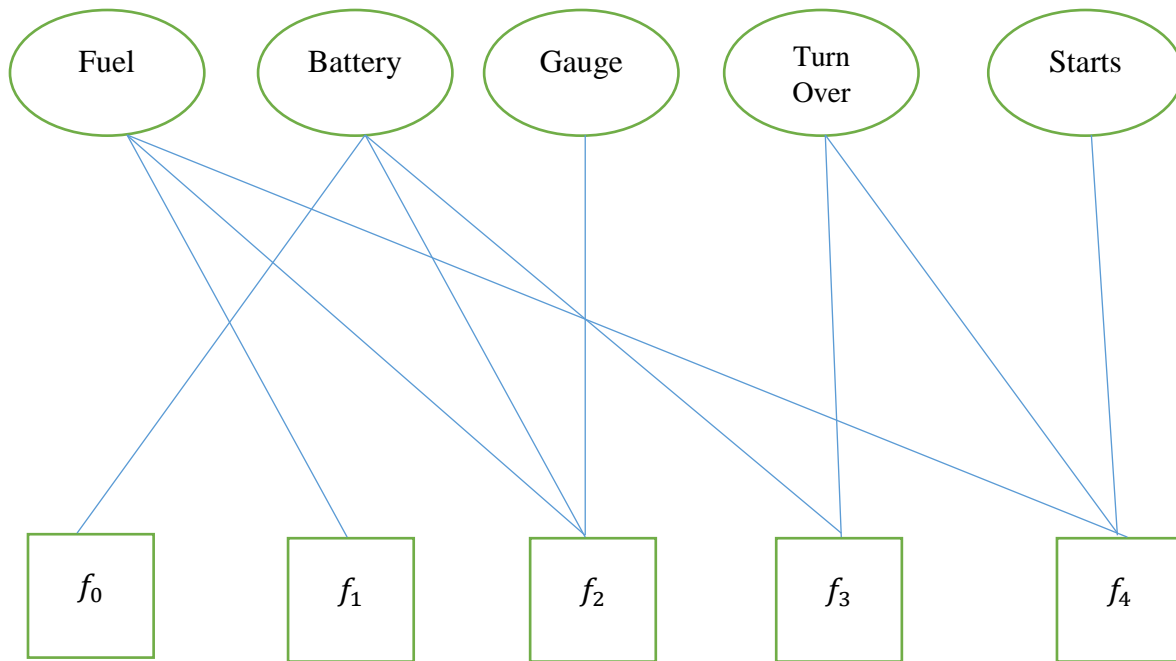 Fuel
Battery
Gauge
Turn
Over
Starts
f₀
f₁
f₂
f₃
f₄